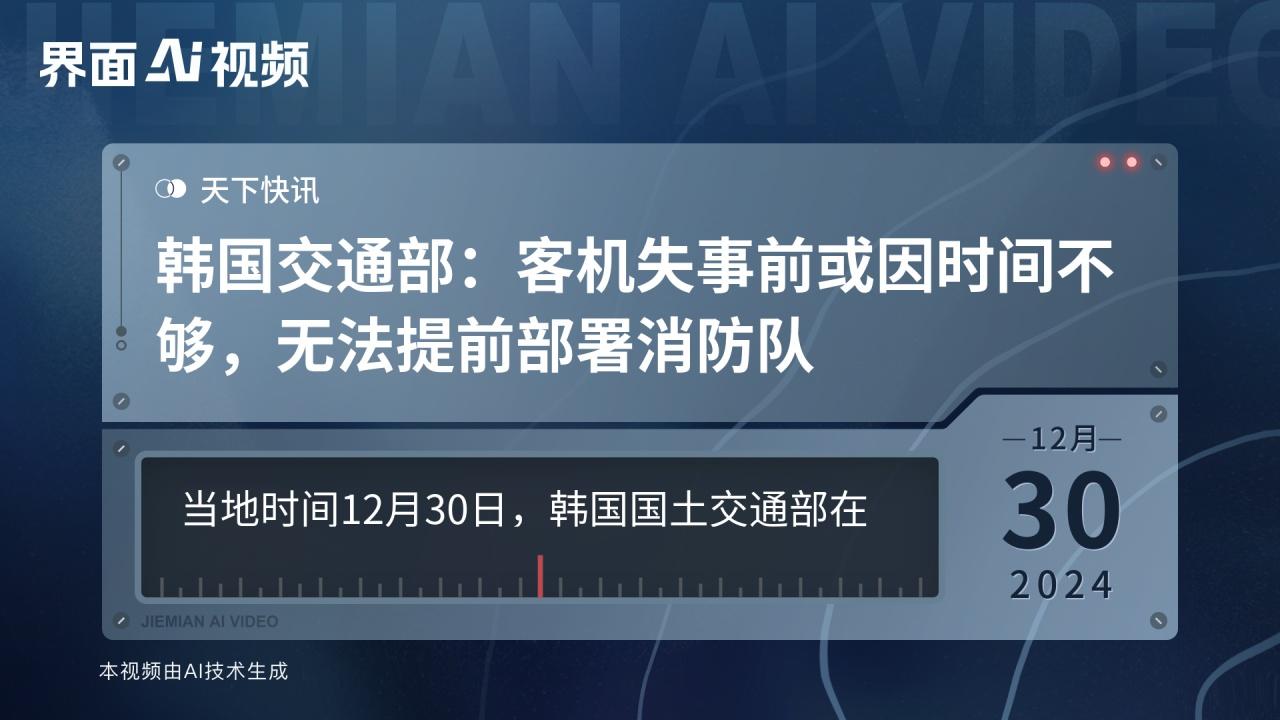 JIEMIAN AI VIDEO
界面Ai视频
天下快讯
韩国交通部：客机失事前或因时间不
够，无法提前部署消防队
12月
30
2024
当地时间12月30日，韩国国土交通部在
JIEMIAN AI VIDEO
本视频由AI技术生成